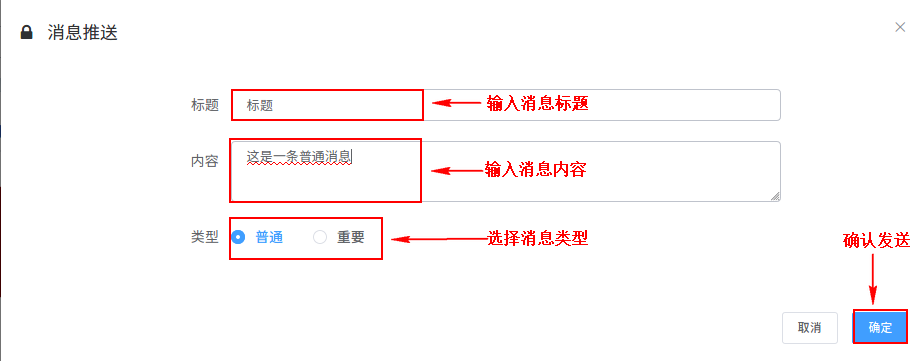 消息推送
标题 标题 输入消息标题
内容 这是一条普通消息 输入消息内容
类型 普通 重要 选择消息类型
确认发送
取消 确定